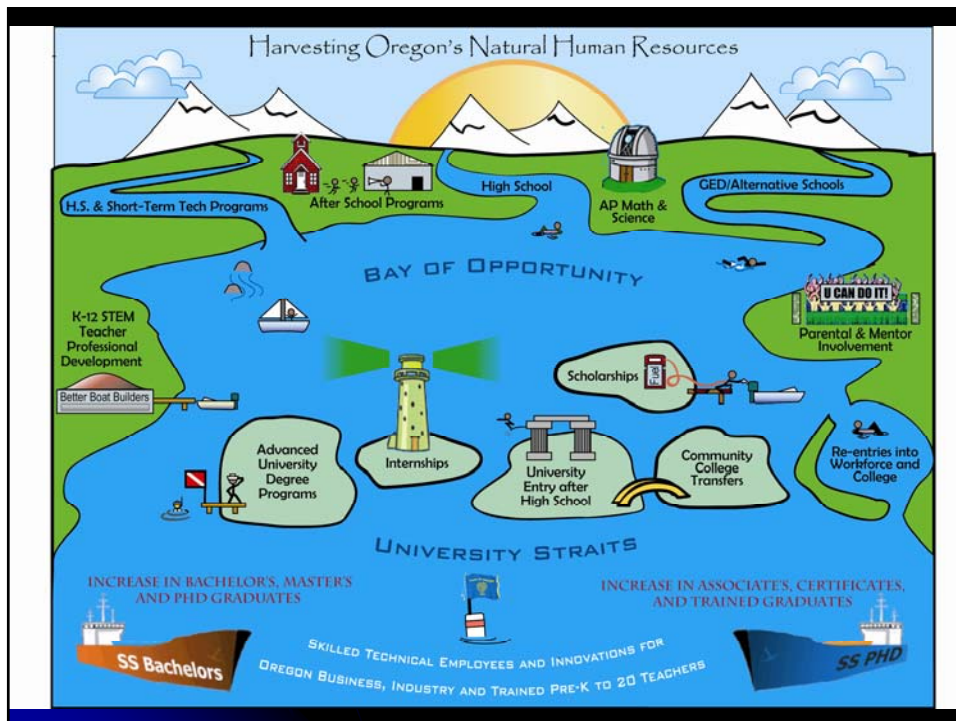 Harvesting Oregon's Natural Human Resources
H.S. & Short-Term Tech Programs
After School Programs
High School
AP Math &
Science
GED/Alternative Schools
Bay of Opportunity
U CAN DO IT!
Parental & Mentor
Involvement
K-12 STEM
Teacher
Professional
Development
Better Boat Builders
Scholarships
Fuel
Internships
Advanced
University
Degree
Programs
University
Entry after
High School
Community
College
Transfers
Re-entries into
Workforce and
College
University Straits
INCREASE IN BACHELOR'S, MASTER'S
AND PHD GRADUATES
INCREASE IN ASSOCIATE'S, CERTIFICATES,
AND TRAINED GRADUATES
SS Bachelors
SS PHD
Skilled Technical Employees and Innovations for
Oregon Business, Industry and Trained Pre-K to 20 Teachers